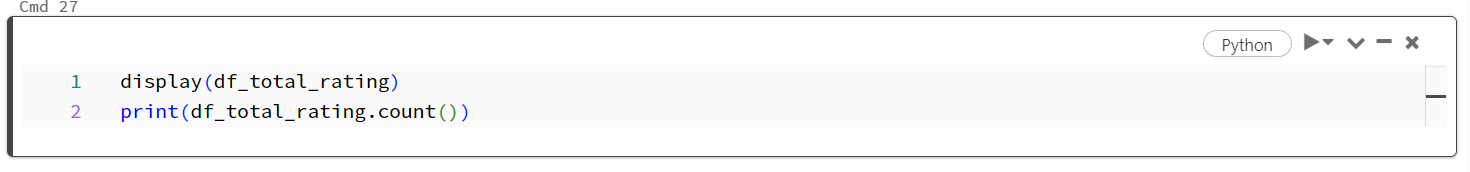 Cmd 27
Python
1 display(df_total_rating)
2 print(df_total_rating.count())